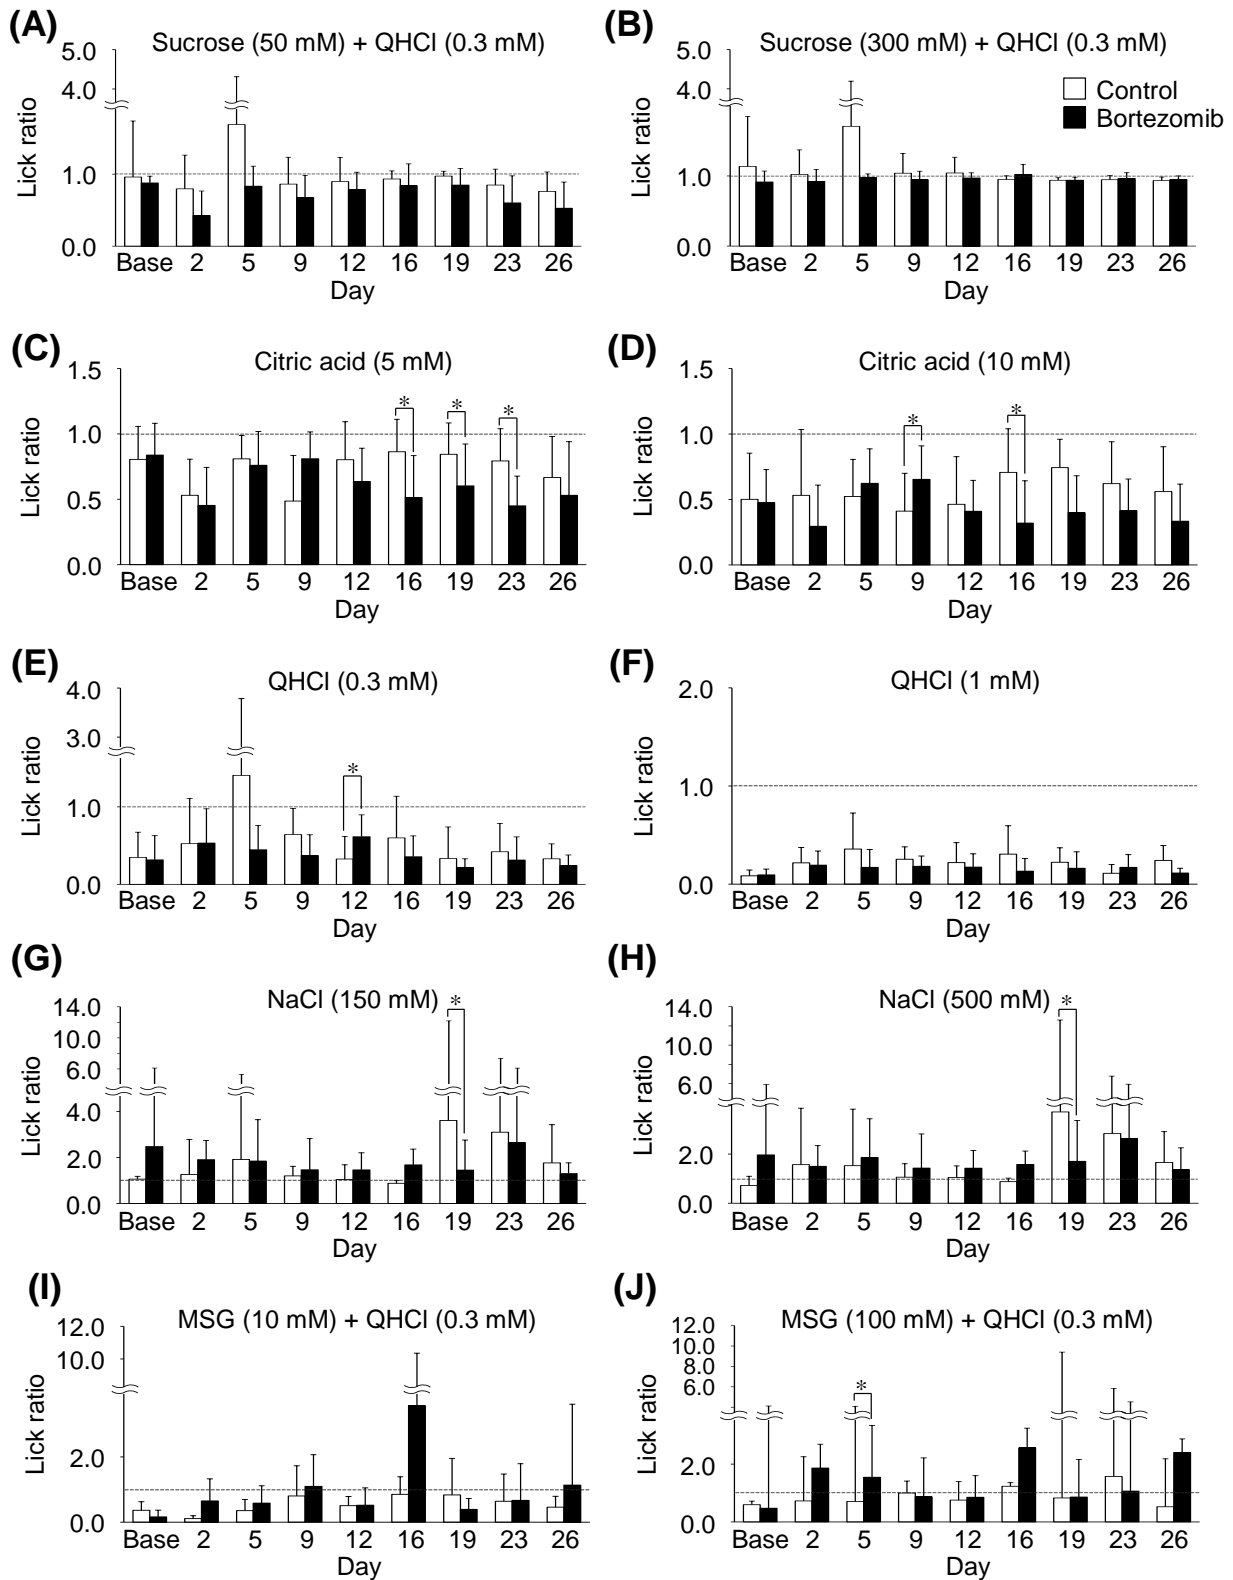 (A)
Sucrose (50 mM) + QHCl (0.3 mM)
5.0
4.0
1.0
0.0
Lick ratio
Base 2 5 9 12 16 19 23 26
Day
(B)
Sucrose (300 mM) + QHCl (0.3 mM)
5.0
4.0
1.0
0.0
Lick ratio
Control
Bortezomib
Base 2 5 9 12 16 19 23 26
Day
(C)
Citric acid (5 mM)
1.5
1.0
0.5
0.0
Lick ratio
* * *
Base 2 5 9 12 16 19 23 26
Day
(D)
Citric acid (10 mM)
1.5
1.0
0.5
0.0
Lick ratio
* *
Base 2 5 9 12 16 19 23 26
Day
(E)
QHCl (0.3 mM)
4.0
3.0
1.0
0.0
Lick ratio
*
Base 2 5 9 12 16 19 23 26
Day
(F)
QHCl (1 mM)
2.0
1.0
0.0
Lick ratio
Base 2 5 9 12 16 19 23 26
Day
(G)
NaCl (150 mM)
*
14.0
10.0
6.0
4.0
2.0
0.0
Lick ratio
Base 2 5 9 12 16 19 23 26
Day
(H)
NaCl (500 mM)
*
14.0
10.0
6.0
2.0
0.0
Lick ratio
Base 2 5 9 12 16 19 23 26
Day
(I)
MSG (10 mM) + QHCl (0.3 mM)
12.0
10.0
2.0
0.0
Lick ratio
Base 2 5 9 12 16 19 23 26
Day
(J)
MSG (100 mM) + QHCl (0.3 mM)
12.0
10.0
8.0
6.0
2.0
0.0
Lick ratio
*
Base 2 5 9 12 16 19 23 26
Day